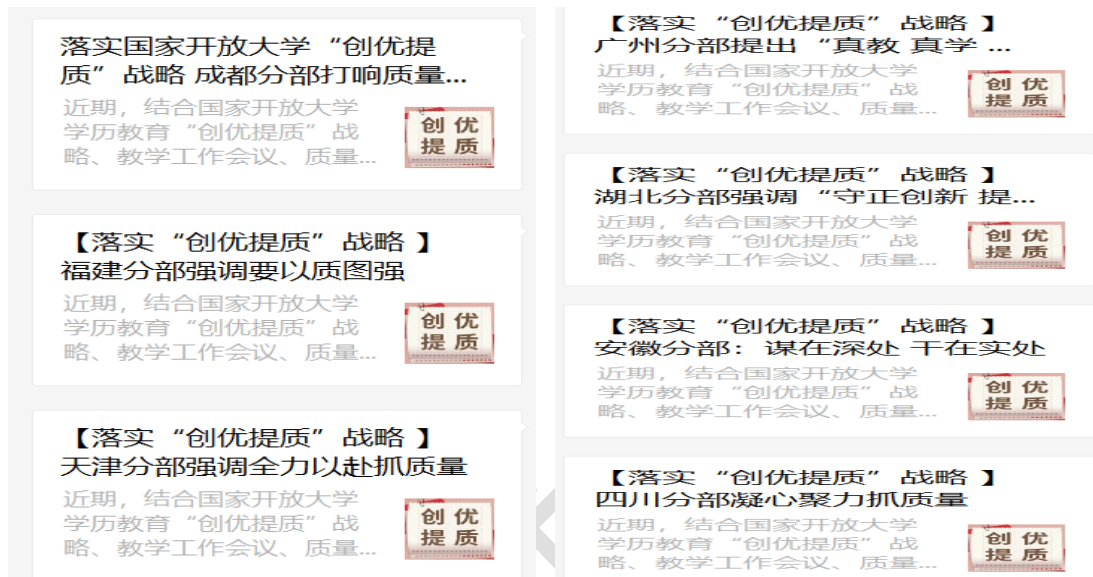 落实国家开放大学“创优提
质”战略 成都分部打响质量...
近期，结合国家开放大学
学历教育“创优提质”战
略、教学工作会议、质量...
创 优
提 质
【落实“创优提质”战略 】
福建分部强调要以质图强
近期，结合国家开放大学
学历教育“创优提质”战
略、教学工作会议、质量...
创 优
提 质
【落实“创优提质”战略 】
天津分部强调全力以赴抓质量
近期，结合国家开放大学
学历教育“创优提质”战
略、教学工作会议、质量...
创 优
提 质
【落实“创优提质”战略 】
广州分部提出 “真教 真学 ...
近期，结合国家开放大学
学历教育“创优提质”战
略、教学工作会议、质量...
创 优
提 质
【落实“创优提质”战略 】
湖北分部强调 “守正创新 提...
近期，结合国家开放大学
学历教育“创优提质”战
略、教学工作会议、质量...
创 优
提 质
【落实“创优提质”战略 】
安徽分部：谋在深处 干在实处
近期，结合国家开放大学
学历教育“创优提质”战
略、教学工作会议、质量...
创 优
提 质
【落实“创优提质”战略 】
四川分部凝心聚力抓质量
近期，结合国家开放大学
学历教育“创优提质”战
略、教学工作会议、质量...
创 优
提 质